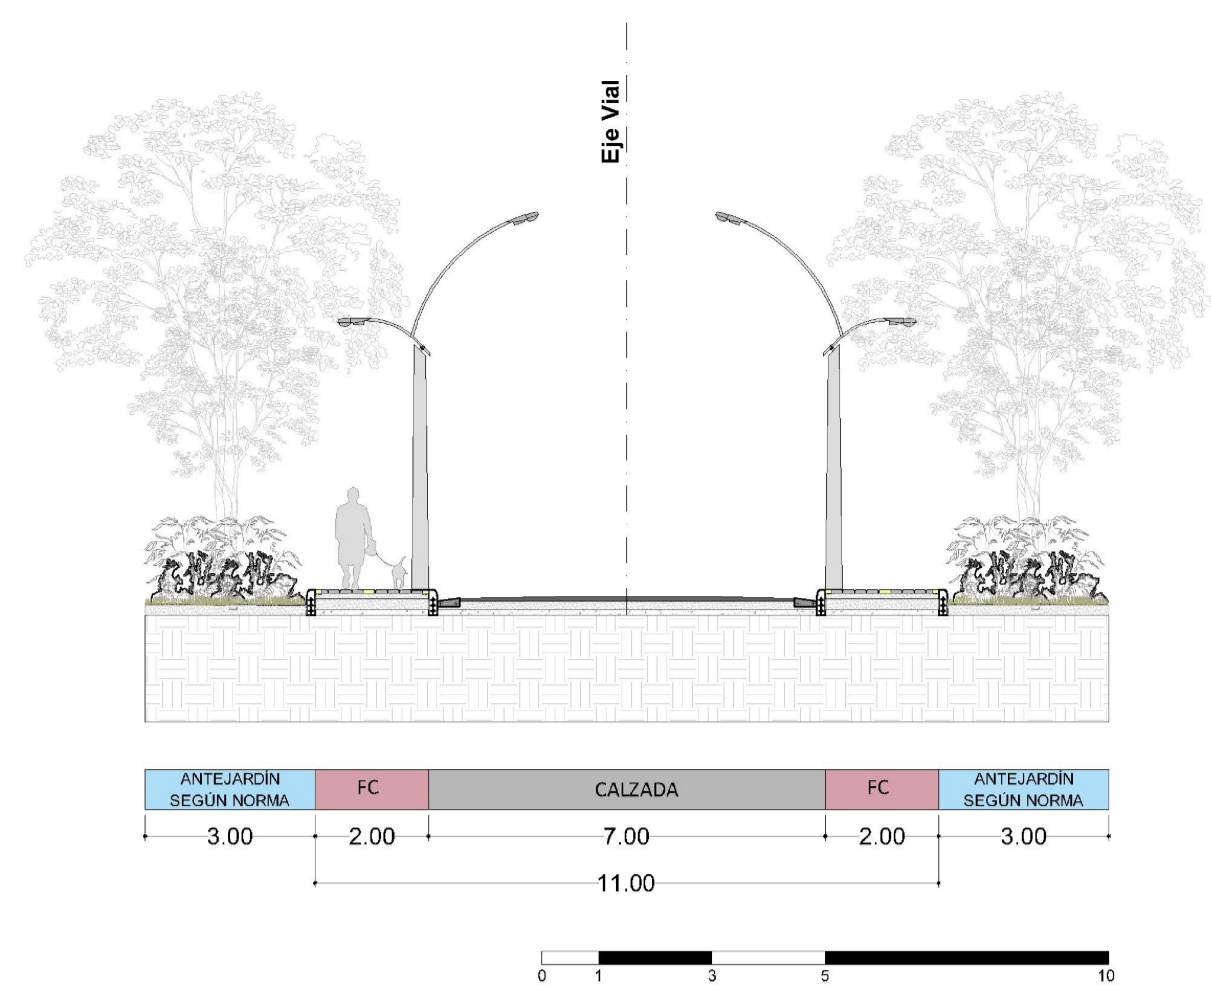 Eje Vial
ANTEJARDÍN
SEGÚN NORMA
FC
CALZADA
FC
ANTEJARDÍN
SEGÚN NORMA
3.00
2.00
7.00
2.00
3.00
11.00
0 1 3 5 10